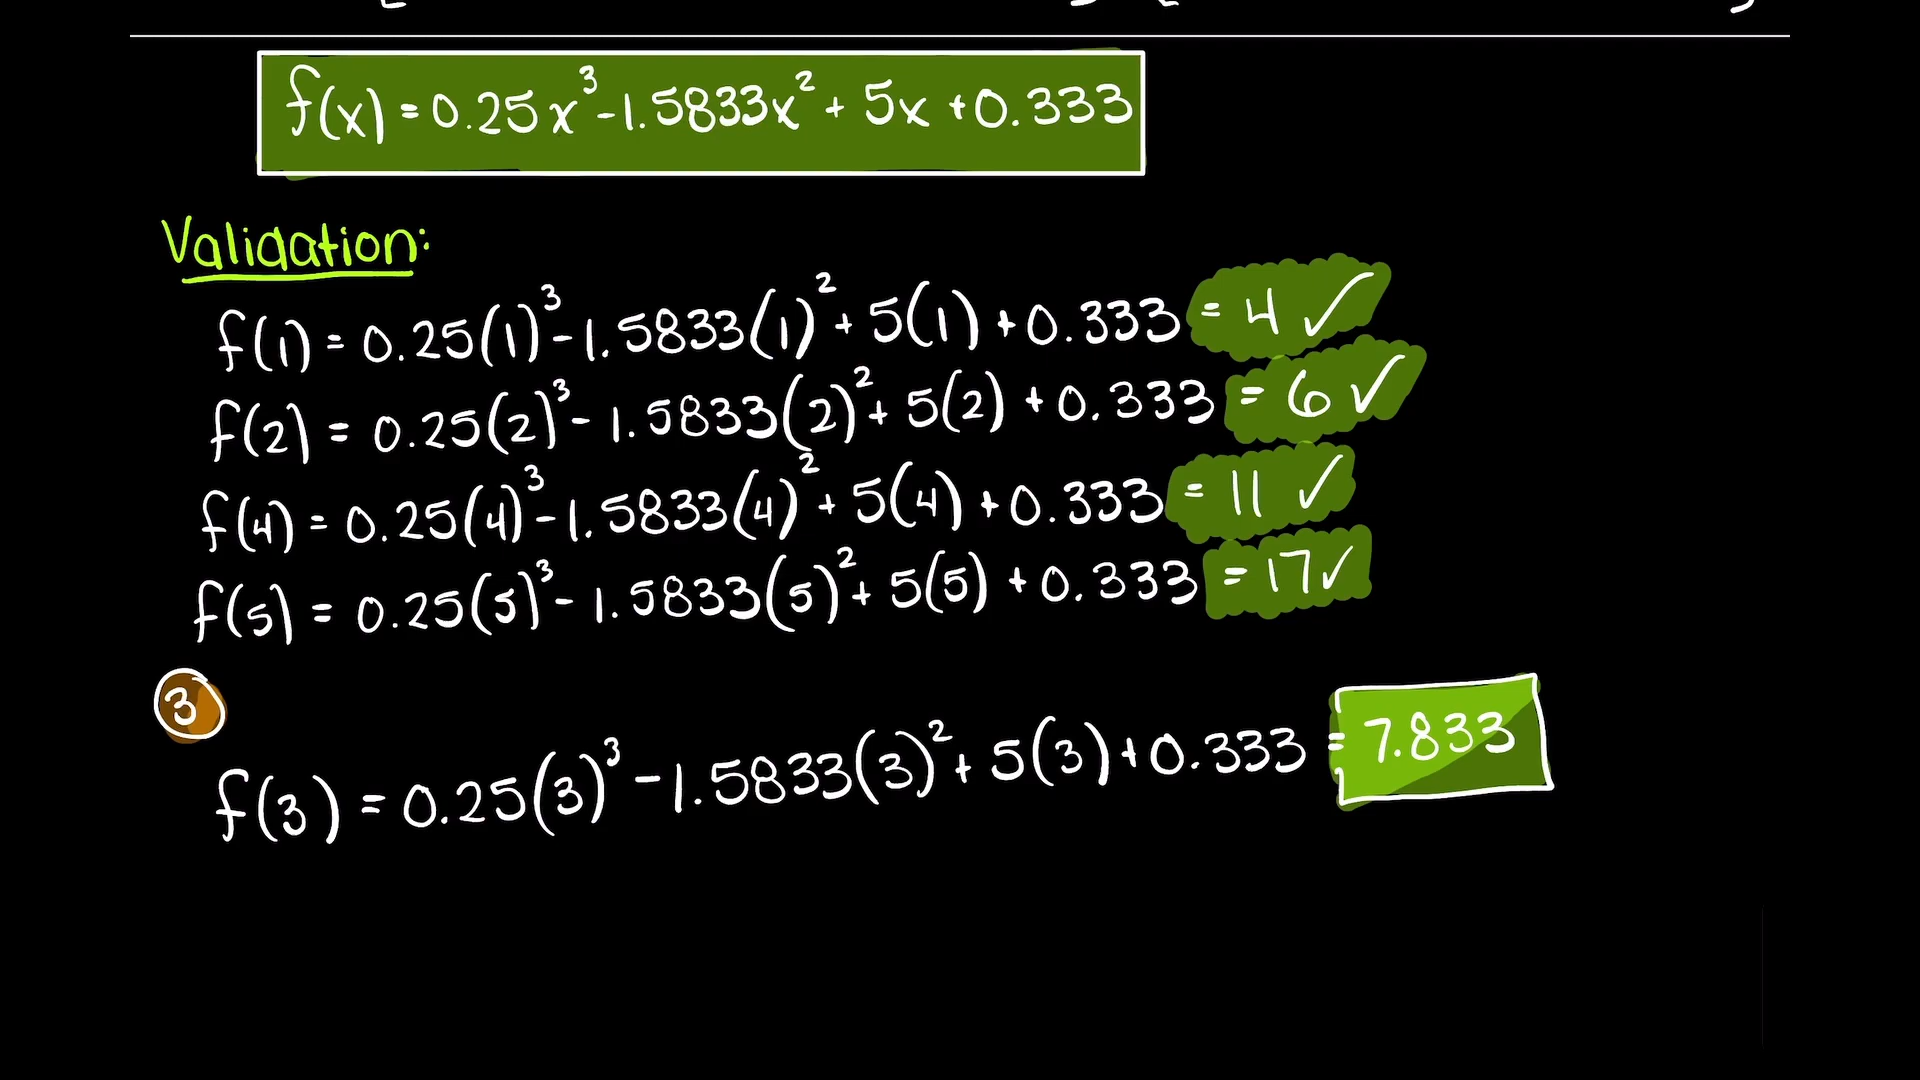 f(x) = 0.25x³ - 1.5833x² + 5x + 0.333
Validation:
f(1) = 0.25(1)³ - 1.5833(1)² + 5(1) + 0.333 = 4 ✓
f(2) = 0.25(2)³ - 1.5833(2)² + 5(2) + 0.333 = 6 ✓
f(4) = 0.25(4)³ - 1.5833(4)² + 5(4) + 0.333 = 11 ✓
f(5) = 0.25(5)³ - 1.5833(5)² + 5(5) + 0.333 = 17 ✓
3
f(3) = 0.25(3)³ - 1.5833(3)² + 5(3) + 0.333 = 7.833